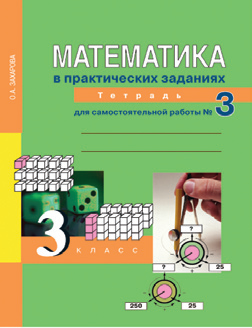 О.А. ЗАХАРОВА
МАТЕМАТИКА
в практических заданиях
Тетрадь
для самостоятельной работы № 3
3
КЛАСС
?
25
?
25
250
25